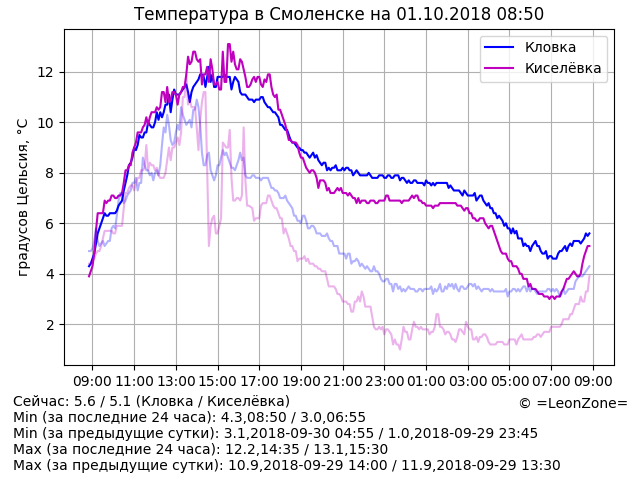 Температура в Смоленске на 01.10.2018 08:50
градусов Цельсия, °C
12
10
8
6
4
2
Кловка
Киселёвка
09:00 11:00 13:00 15:00 17:00 19:00 21:00 23:00 01:00 03:00 05:00 07:00 09:00
Сейчас: 5.6 / 5.1 (Кловка / Киселёвка)
© =LeonZone=
Min (за последние 24 часа): 4.3,08:50 / 3.0,06:55
Min (за предыдущие сутки): 3.1,2018-09-30 04:55 / 1.0,2018-09-29 23:45
Max (за последние 24 часа): 12.2,14:35 / 13.1,15:30
Max (за предыдущие сутки): 10.9,2018-09-29 14:00 / 11.9,2018-09-29 13:30